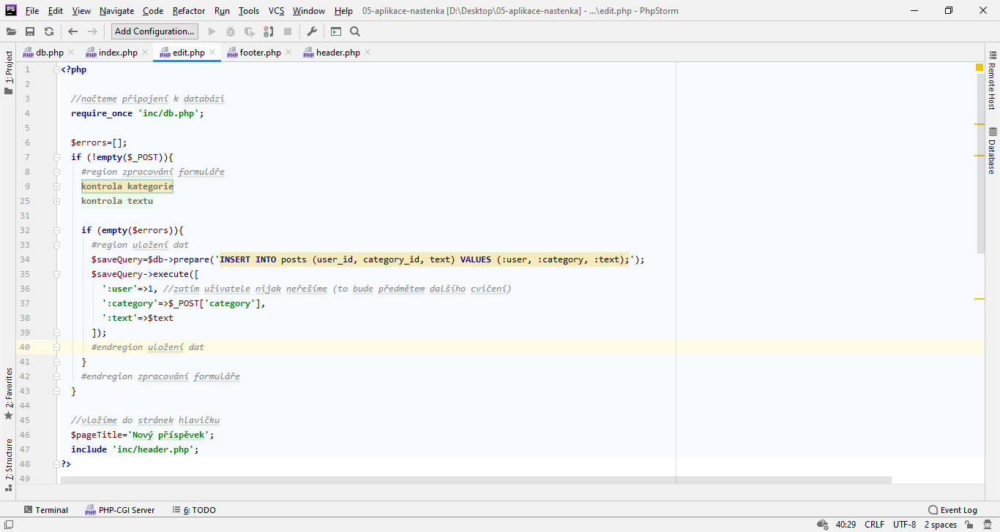 PS File Edit View Navigate Code Refactor Run Tools VCS Window Help 05-aplikace-nastenka [D:\Desktop\05-aplikace-nastenka] - ...\edit.php - PhpStorm
Add Configuration...
PHP db.php PHP index.php PHP edit.php PHP footer.php PHP header.php
1: Project
2: Favorites
7: Structure
1 <?php
2
3 //načteme připojení k databázi
4 require_once 'inc/db.php';
5
6 $errors=[];
7 if (!empty($_POST)){
8 #region zpracování formuláře
9 kontrola kategorie
25 kontrola textu
31
32 if (empty($errors)){
33 #region uložení dat
34 $saveQuery=$db->prepare('INSERT INTO posts (user_id, category_id, text) VALUES (:user, :category, :text);');
35 $saveQuery->execute([
36 ':user'=>1, //zatím uživatele nijak neřešíme (to bude předmětem dalšího cvičení)
37 ':category'=>$_POST['category'],
38 ':text'=>$text
39 ]);
40 #endregion uložení dat
41 }
42 #endregion zpracování formuláře
43 }
44
45 //vložíme do stránek hlavičku
46 $pageTitle='Nový příspěvek';
47 include 'inc/header.php';
48 ?>
49
Remote Host
Database
Terminal PHP PHP-CGI Server 6: TODO Event Log
40:29 CRLF UTF-8 2 spaces